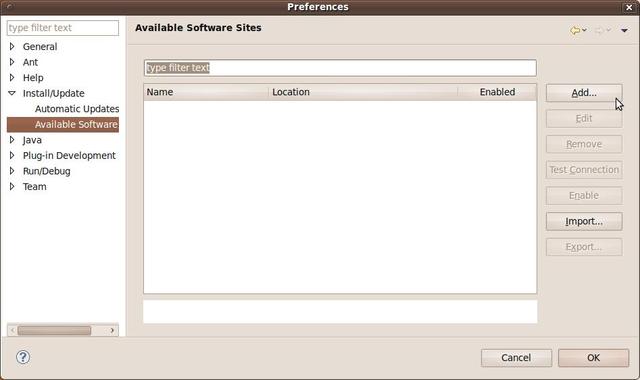 Preferences
type filter text
Available Software Sites
General
Ant
Help
Install/Update
Automatic Updates
Available Software
Java
Plug-in Development
Run/Debug
Team
type filter text
Name Location Enabled
Add...
Edit
Remove
Test Connection
Enable
Import...
Export...
?
Cancel OK